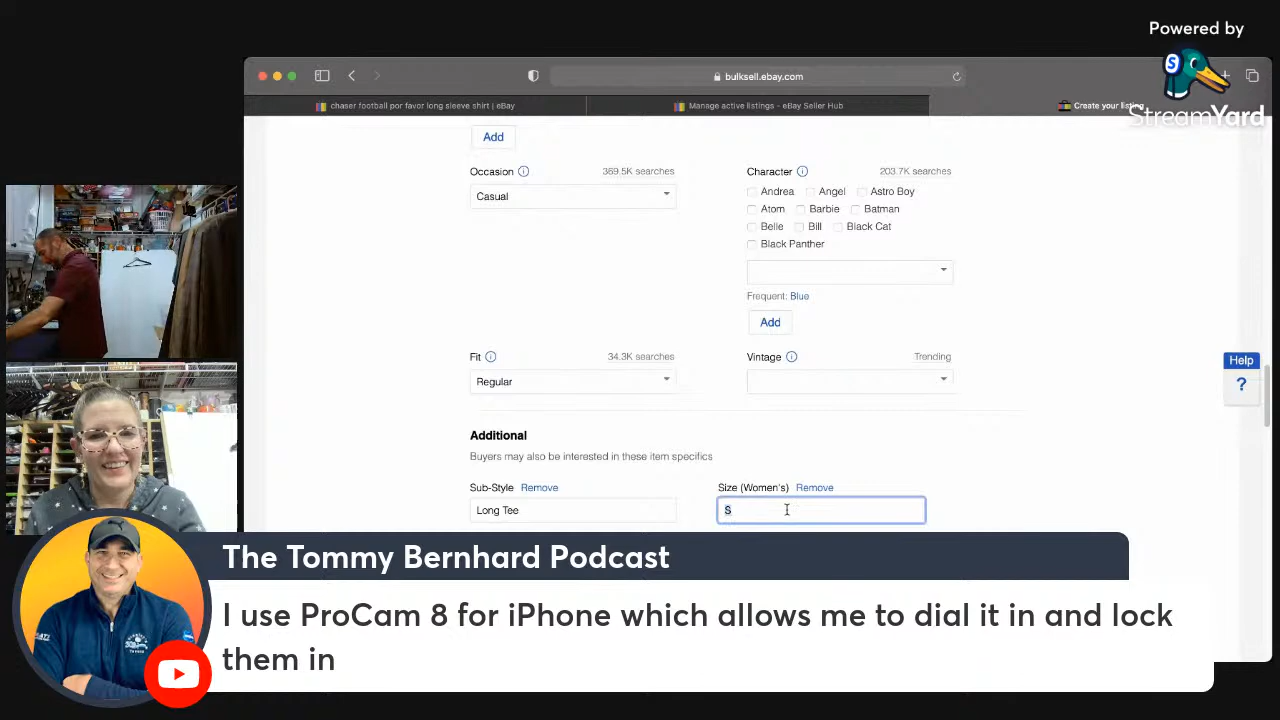 Powered by
StreamYard
bulksell.ebay.com
chaser football por favor long sleeve shirt | eBay
Manage active listings - eBay Seller Hub
Create your listing
Add
Occasion 369.5K searches
Casual
Character 203.7K searches
Andrea Angel Astro Boy
Atom Barbie Batman
Belle Bill Black Cat
Black Panther
Frequent: Blue
Add
Fit 34.3K searches
Regular
Vintage Trending
Help
?
Additional
Buyers may also be interested in these item specifics
Sub-Style Remove
Long Tee
Size (Women's) Remove
S
The Tommy Bernhard Podcast
I use ProCam 8 for iPhone which allows me to dial it in and lock
them in